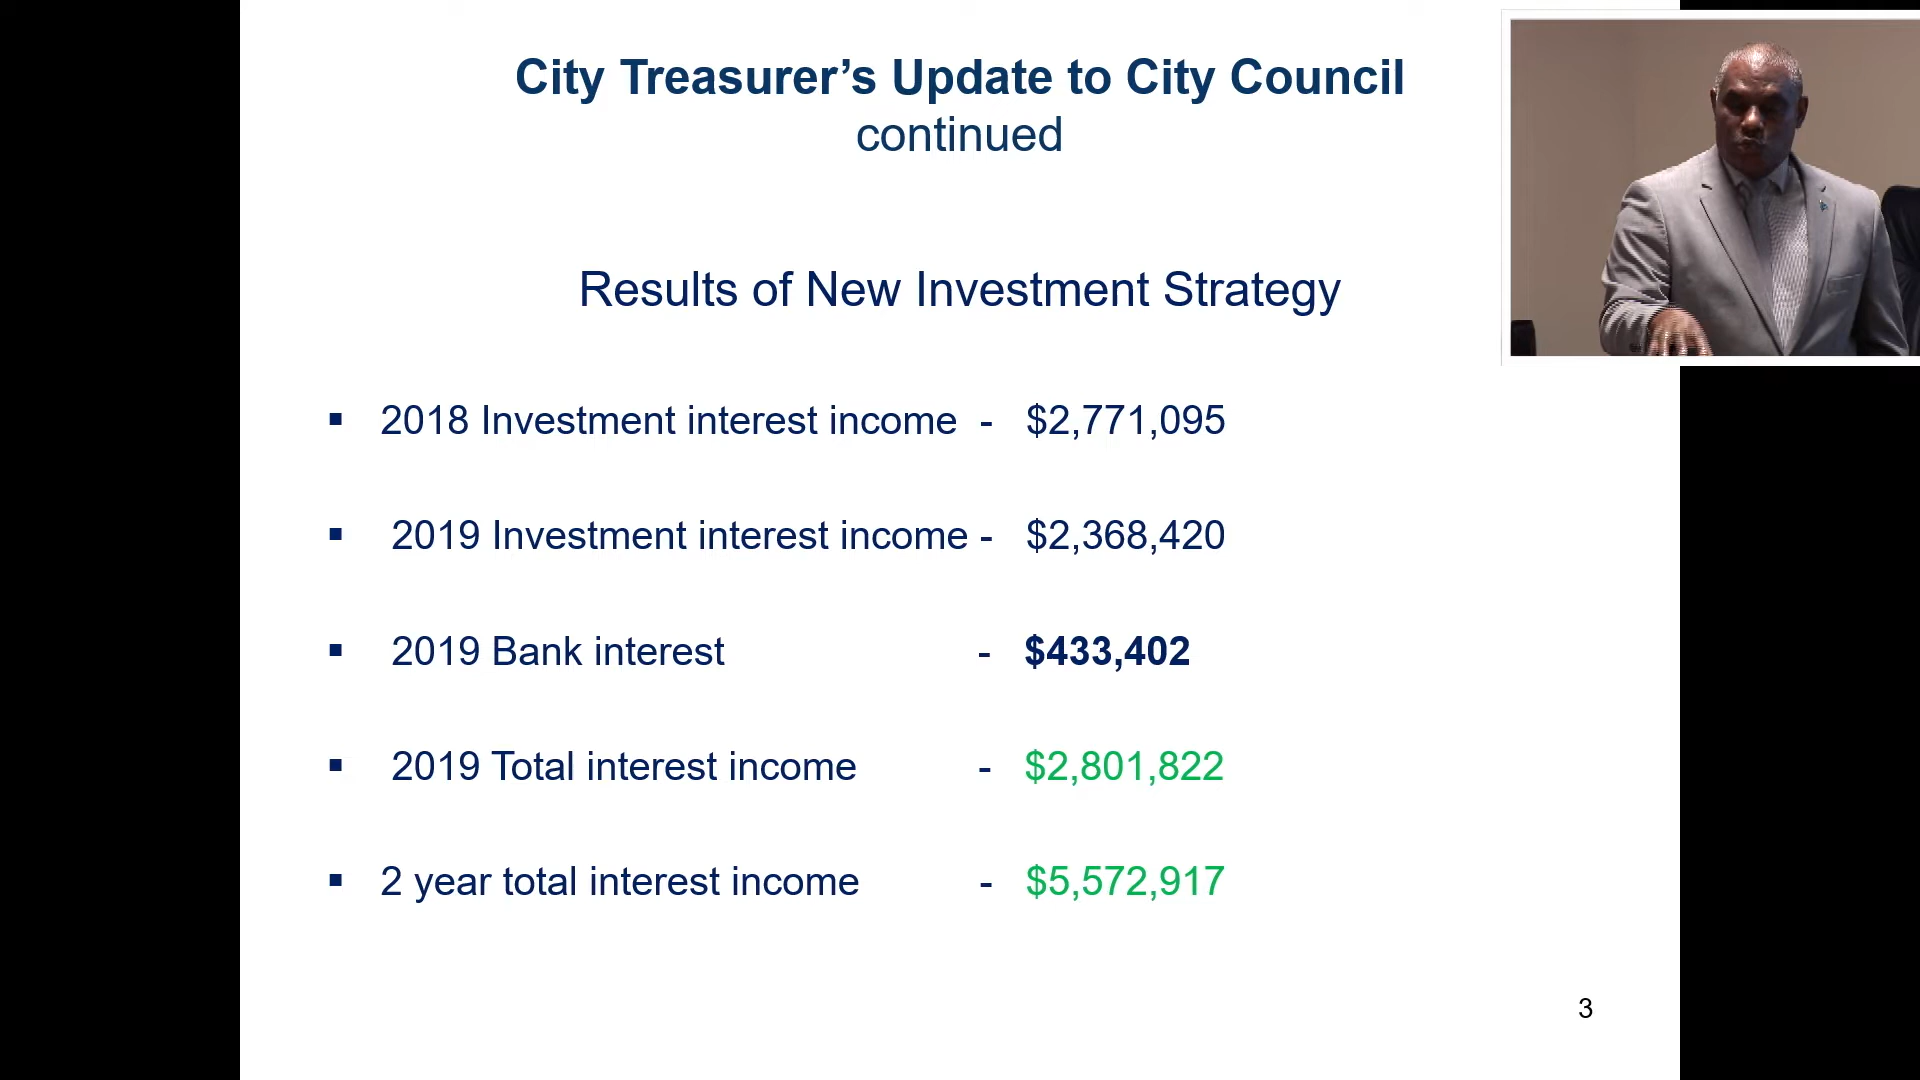 City Treasurer’s Update to City Council
continued
Results of New Investment Strategy
▪ 2018 Investment interest income - $2,771,095
▪ 2019 Investment interest income - $2,368,420
▪ 2019 Bank interest - $433,402
▪ 2019 Total interest income - $2,801,822
▪ 2 year total interest income - $5,572,917
3